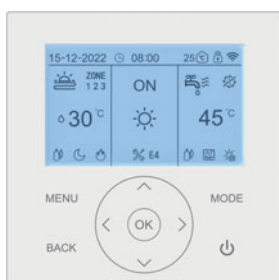 15-12-2022 08:00 25°C
ZONE
1 2 3
ON
30 °C
45 °C
E4
MENU
MODE
OK
BACK